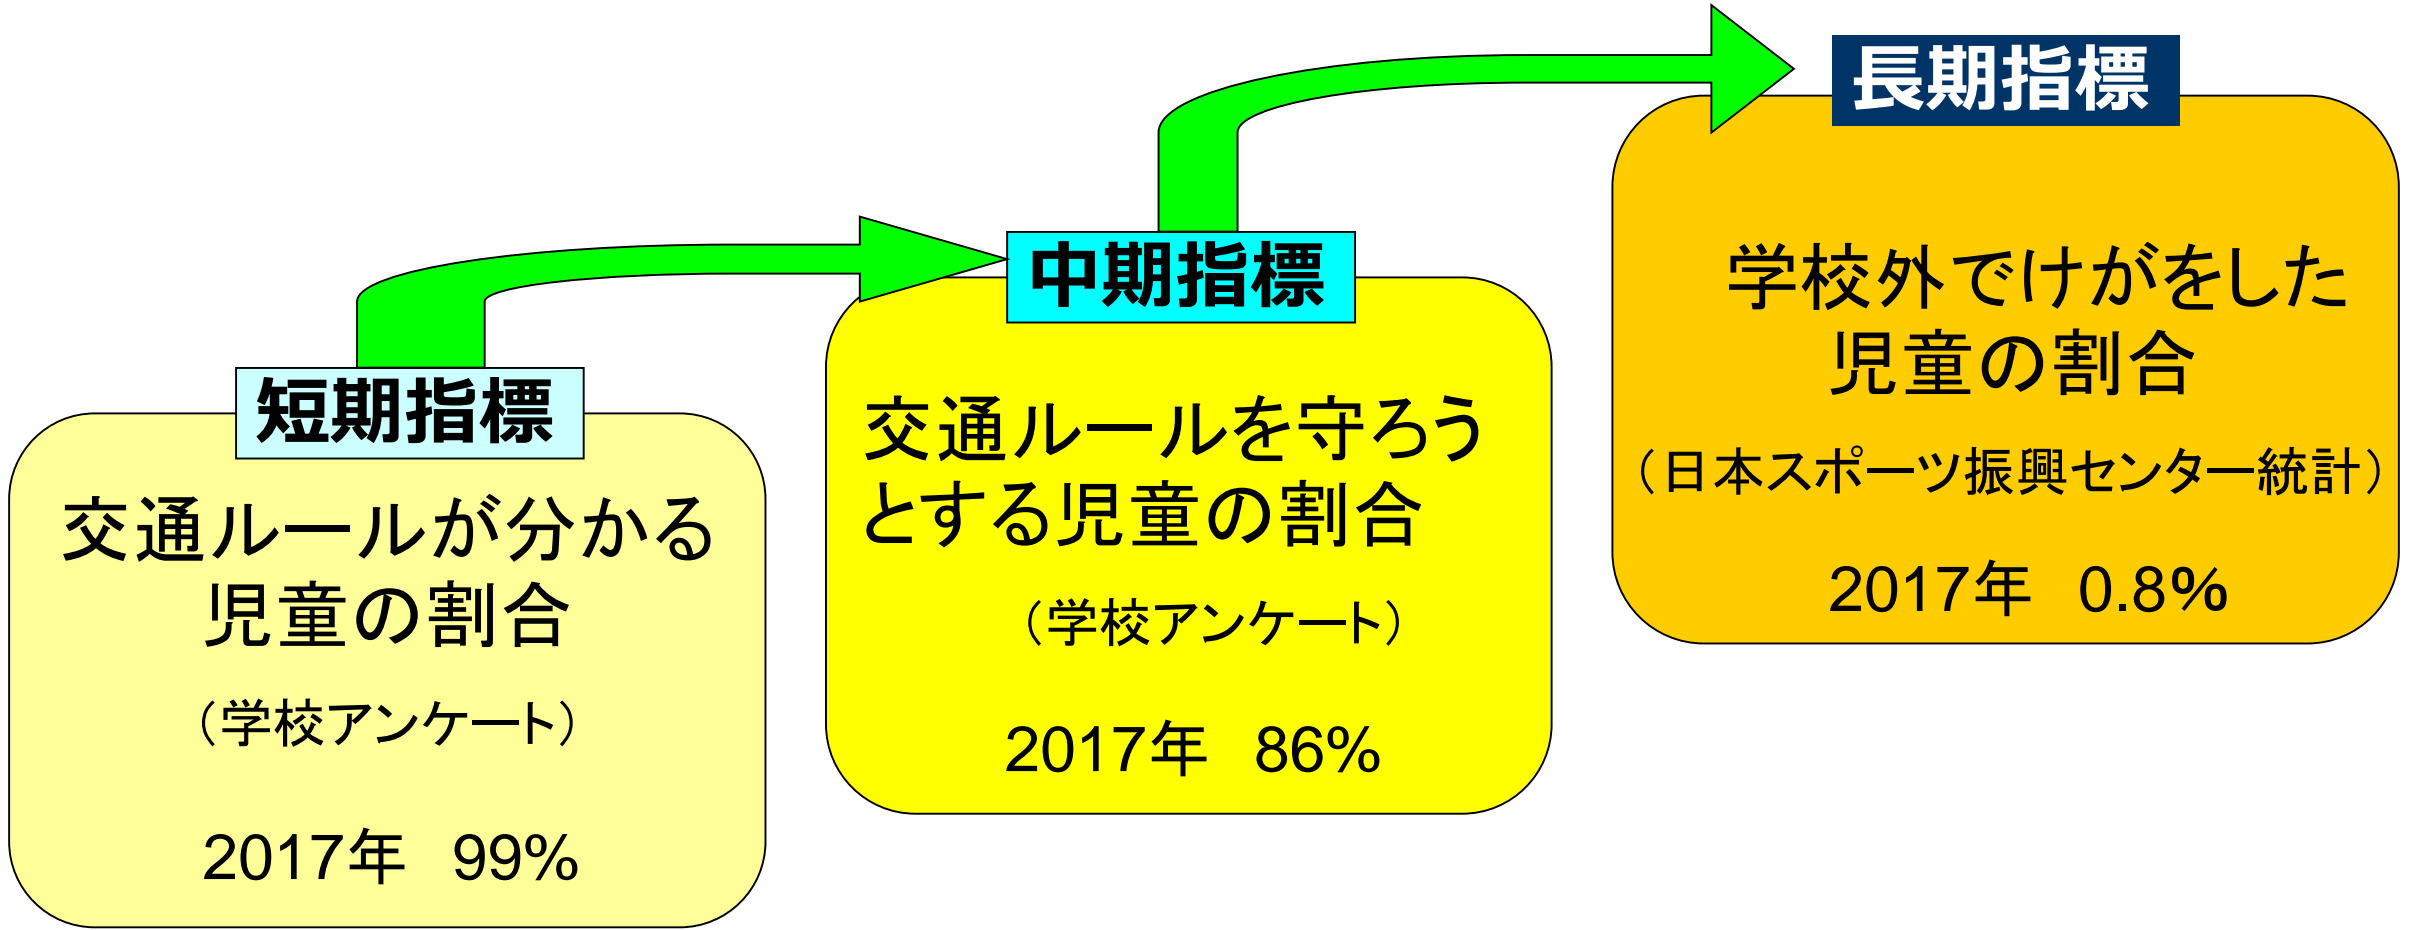 短期指標
交通ルールが分かる
児童の割合
（学校アンケート）
2017年　99%
中期指標
交通ルールを守ろう
とする児童の割合
（学校アンケート）
2017年　86%
長期指標
学校外でけがをした
児童の割合
（日本スポーツ振興センター統計）
2017年　0.8%